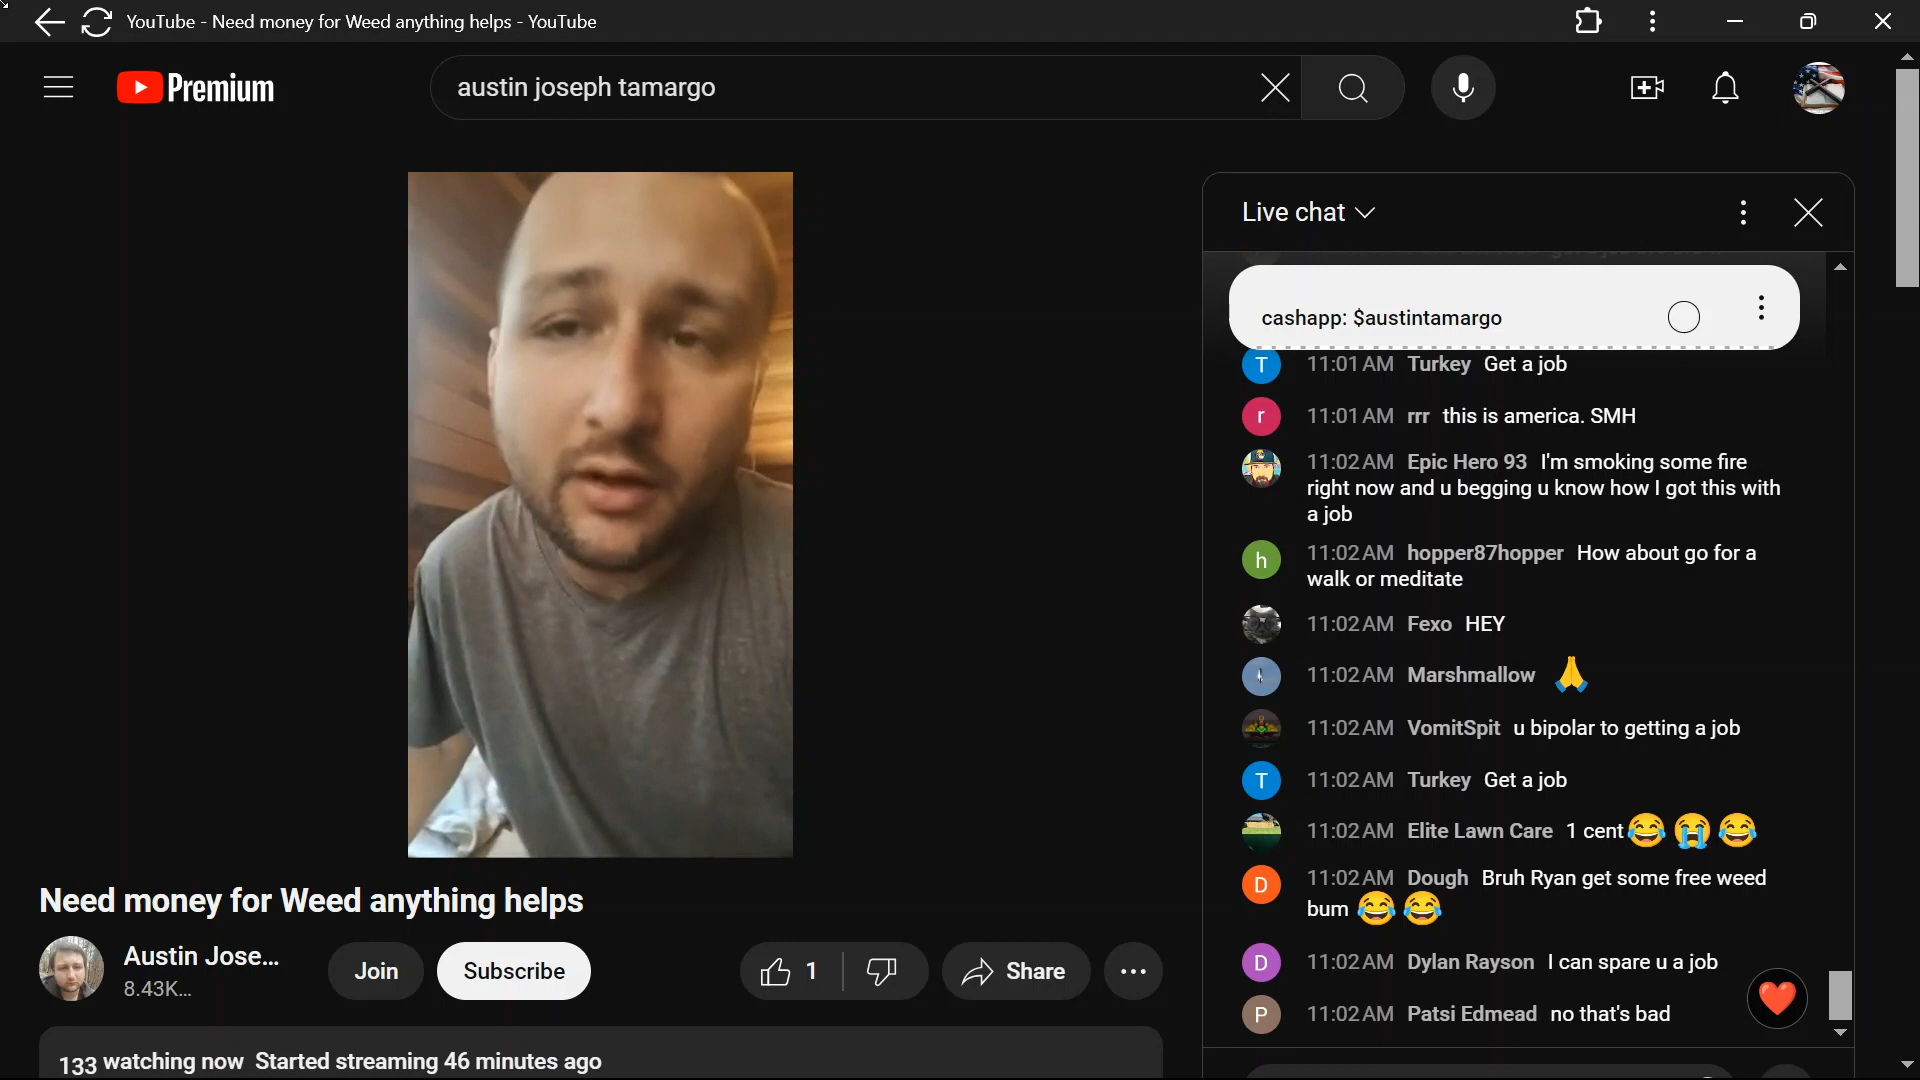 YouTube - Need money for Weed anything helps - YouTube
Premium
austin joseph tamargo
Live chat
cashapp: $austintamargo
T 11:01 AM Turkey Get a job
r 11:01 AM rrr this is america. SMH
11:02 AM Epic Hero 93 I'm smoking some fire
right now and u begging u know how I got this with
a job
h 11:02 AM hopper87hopper How about go for a
walk or meditate
11:02 AM Fexo HEY
11:02 AM Marshmallow 🙏
11:02 AM VomitSpit u bipolar to getting a job
T 11:02 AM Turkey Get a job
11:02 AM Elite Lawn Care 1 cent😂😭😂
D 11:02 AM Dough Bruh Ryan get some free weed
bum 😂😂
D 11:02 AM Dylan Rayson I can spare u a job
P 11:02 AM Patsi Edmead no that's bad
Need money for Weed anything helps
Austin Jose...
8.43K...
Join
Subscribe
1
Share
133 watching now Started streaming 46 minutes ago